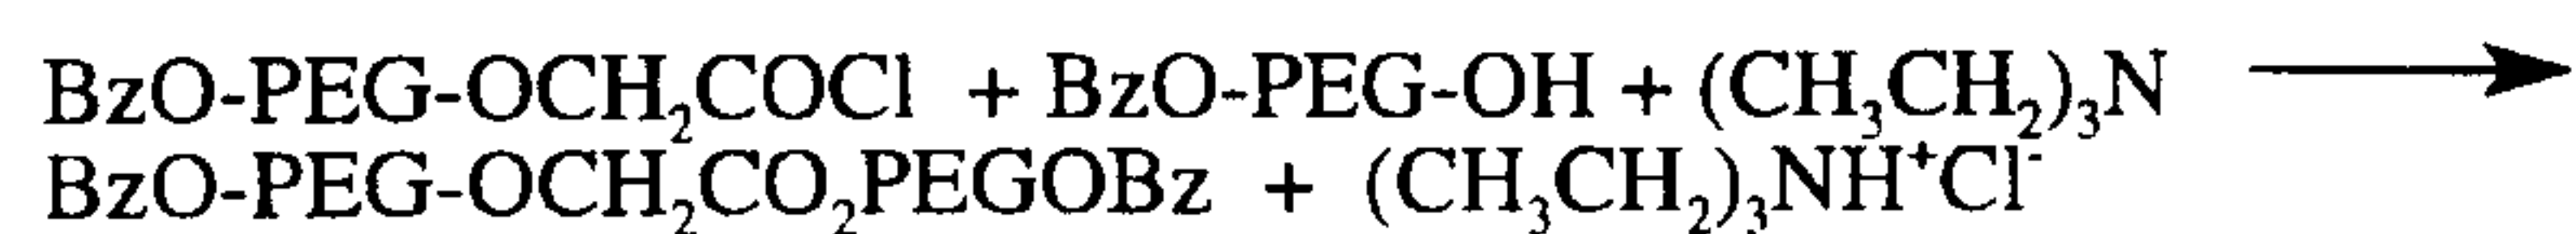 BzO-PEG-OCH₂COCl + BzO-PEG-OH + (CH₃CH₂)₃N ⟶
BzO-PEG-OCH₂CO₂PEGOBz + (CH₃CH₂)₃NH⁺Cl⁻